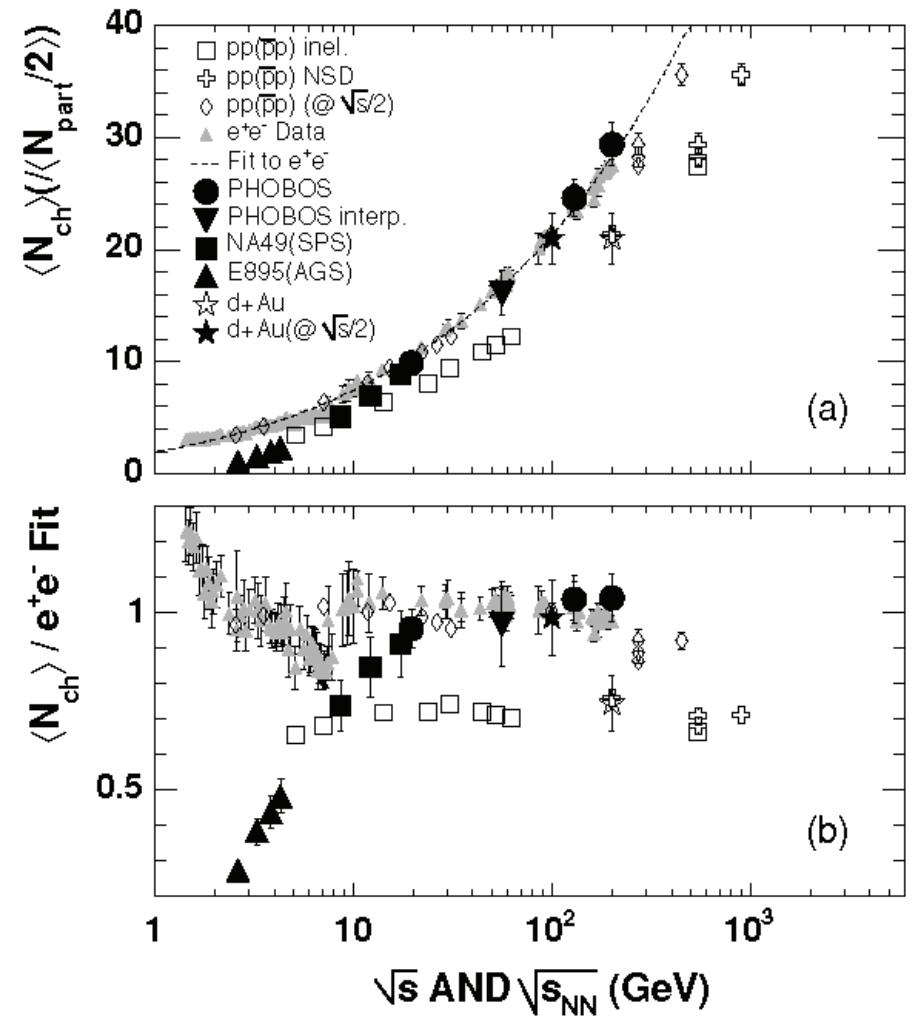 ⟨N_ch⟩(/⟨N_part/2⟩)
40
30
20
10
0
pp(p̄p) inel.
pp(p̄p) NSD
pp(p̄p) (@ √s/2)
e⁺e⁻ Data
Fit to e⁺e⁻
PHOBOS
PHOBOS interp.
NA49(SPS)
E895(AGS)
d+Au
d+Au(@ √s/2)
(a)
⟨N_ch⟩ / e⁺e⁻ Fit
1
0.5
(b)
1 10 10² 10³
√s AND √s_NN (GeV)